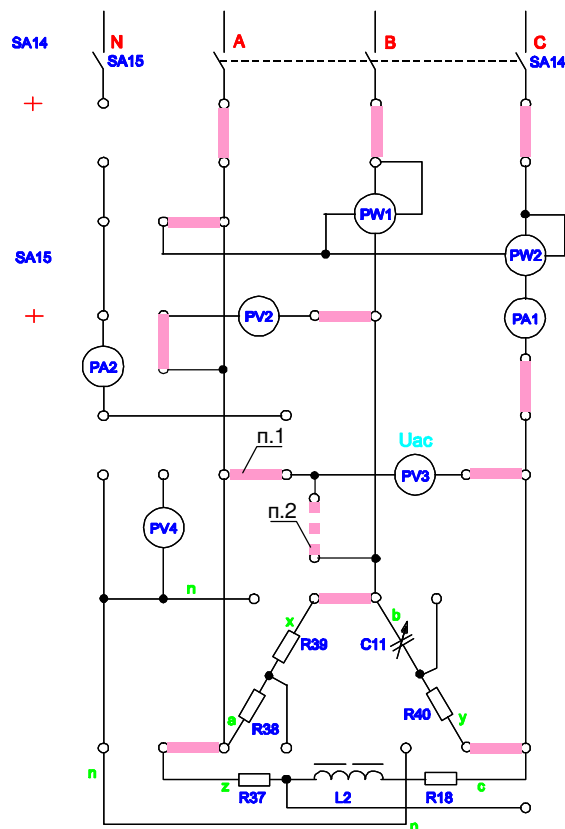 SA14 N A B C
SA15 SA14
+
PW1
PW2
SA15
+ PV2 PA1
PA2
п.1 Uac
PV3
PV4 п.2
n
x b
R39 C11
a R38 R40 y
n z c
R37 L2 R18
n